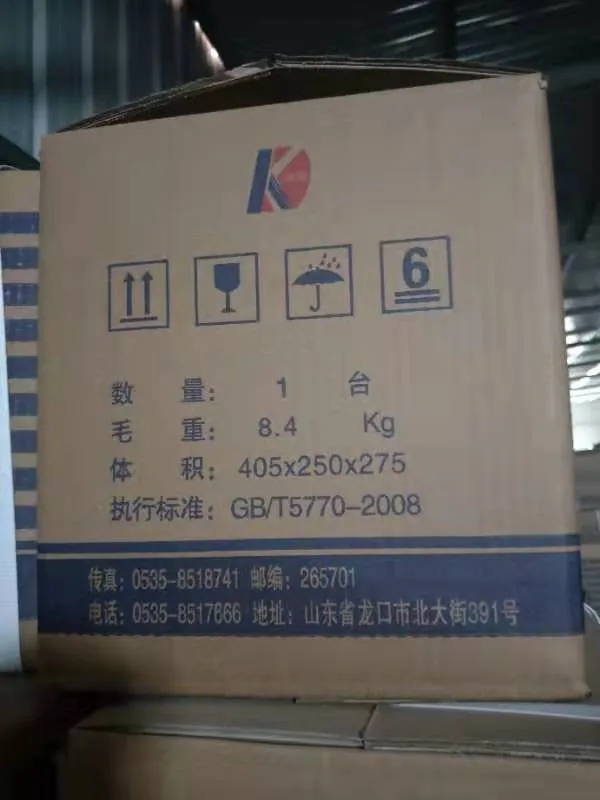 K
6
数 量: 1 台
毛 重: 8.4 Kg
体 积: 405x250x275
执行标准: GB/T5770-2008
传真: 0535-8518741 邮编: 265701
电话: 0535-8517666 地址: 山东省龙口市北大街391号